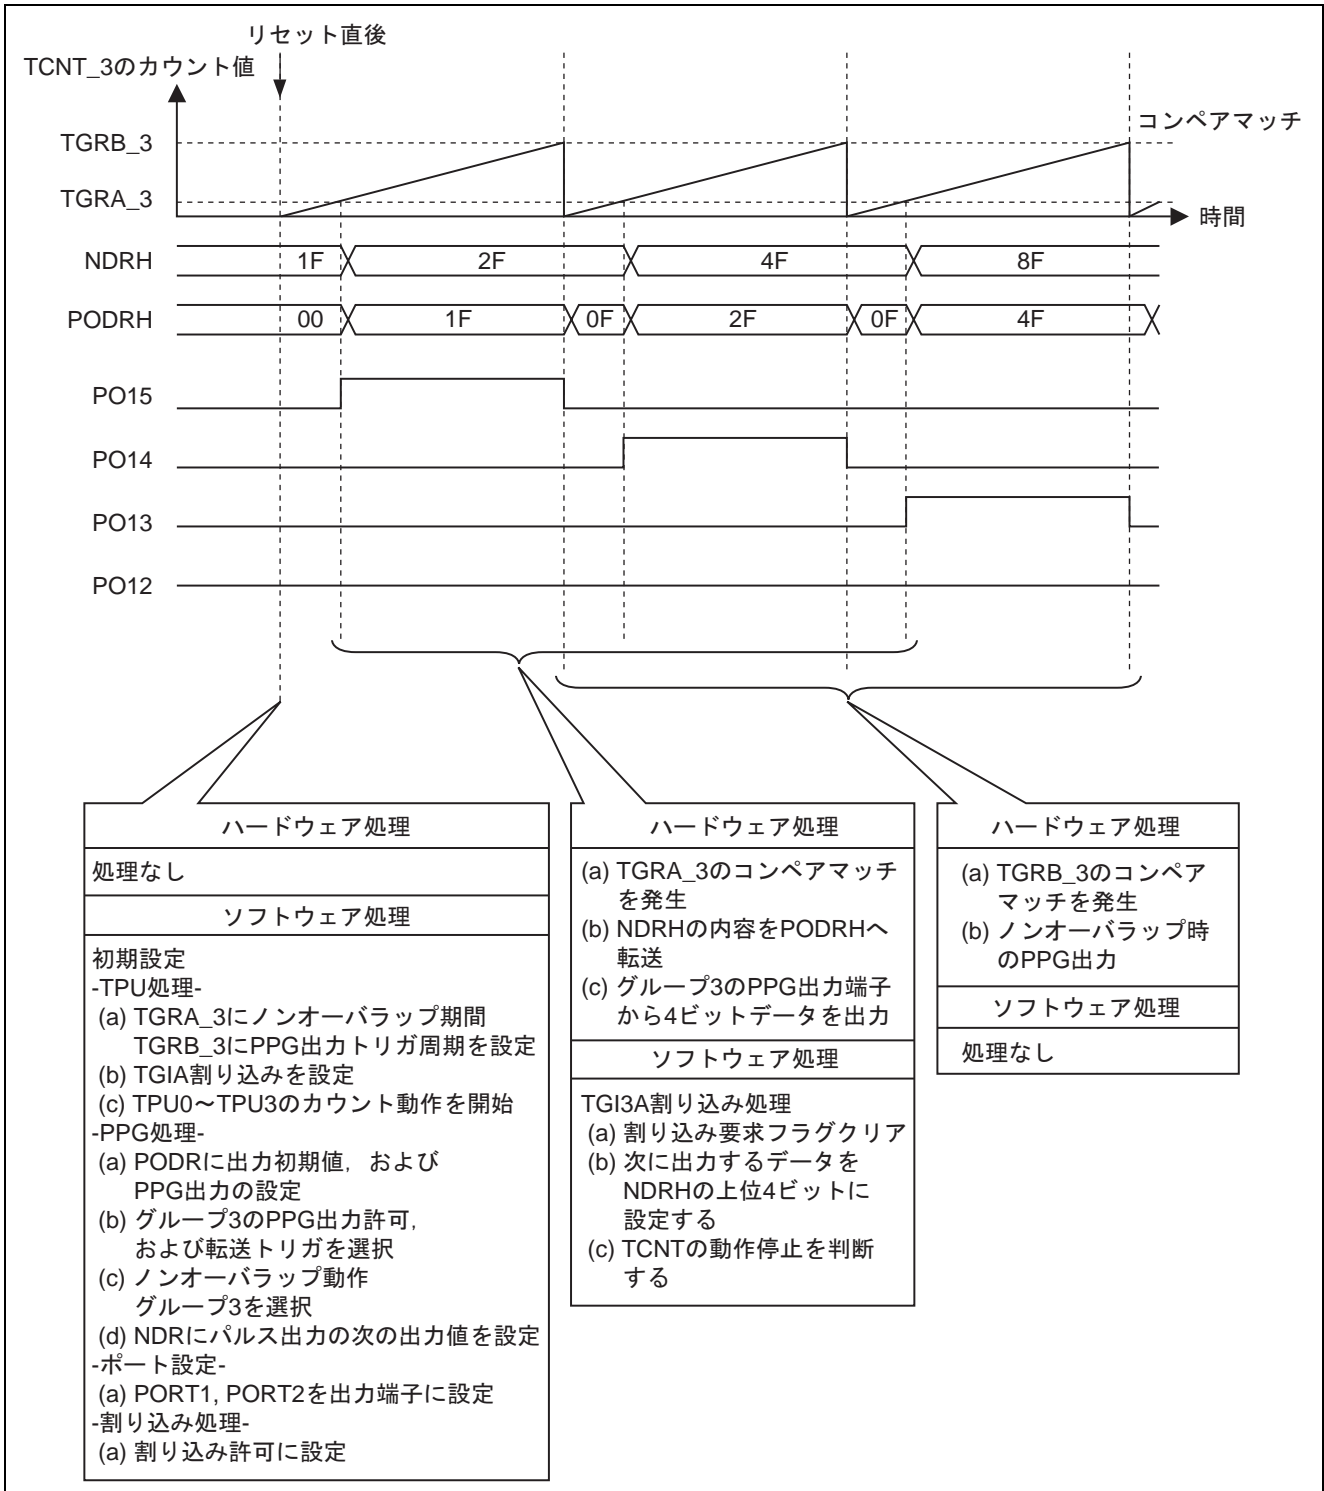 リセット直後
TCNT_3のカウント値
コンペアマッチ
TGRB_3
TGRA_3
時間
NDRH 1F 2F 4F 8F
PODRH 00 1F 0F 2F 0F 4F
PO15
PO14
PO13
PO12
ハードウェア処理
処理なし
ソフトウェア処理
初期設定
-TPU処理-
(a) TGRA_3にノンオーバラップ期間
TGRB_3にPPG出力トリガ周期を設定
(b) TGIA割り込みを設定
(c) TPU0～TPU3のカウント動作を開始
-PPG処理-
(a) PODRに出力初期値，および
PPG出力の設定
(b) グループ3のPPG出力許可，
および転送トリガを選択
(c) ノンオーバラップ動作
グループ3を選択
(d) NDRにパルス出力の次の出力値を設定
-ポート設定-
(a) PORT1, PORT2を出力端子に設定
-割り込み処理-
(a) 割り込み許可に設定
ハードウェア処理
(a) TGRA_3のコンペアマッチ
を発生
(b) NDRHの内容をPODRHへ
転送
(c) グループ3のPPG出力端子
から4ビットデータを出力
ソフトウェア処理
TGI3A割り込み処理
(a) 割り込み要求フラグクリア
(b) 次に出力するデータを
NDRHの上位4ビットに
設定する
(c) TCNTの動作停止を判断
する
ハードウェア処理
(a) TGRB_3のコンペア
マッチを発生
(b) ノンオーバラップ時
のPPG出力
ソフトウェア処理
処理なし